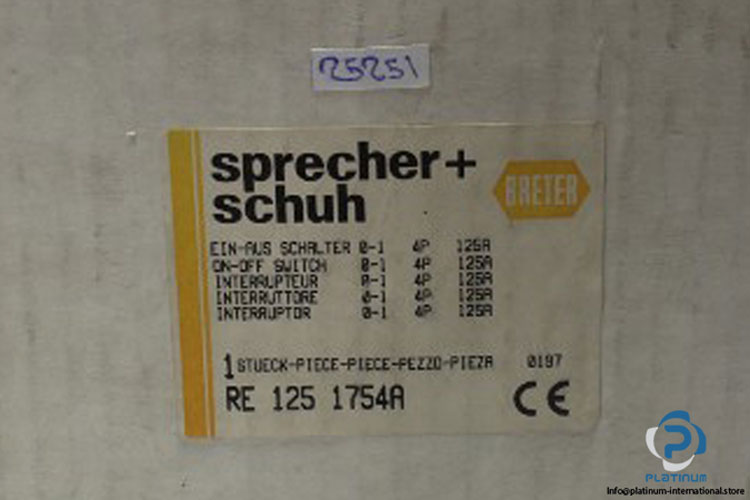 25251
sprecher+
schuh
BRETER
EIN-AUS SCHALTER 0-1 4P 125A
ON-OFF SWITCH 0-1 4P 125A
INTERRUPTEUR 0-1 4P 125A
INTERRUTTORE 0-1 4P 125A
INTERRUPTOR 0-1 4P 125A
1 STUECK-PIECE-PIECE-PEZZO-PIEZA 0197
RE 125 1754A CE
P
PLATINUM
Info@platinum-international.store